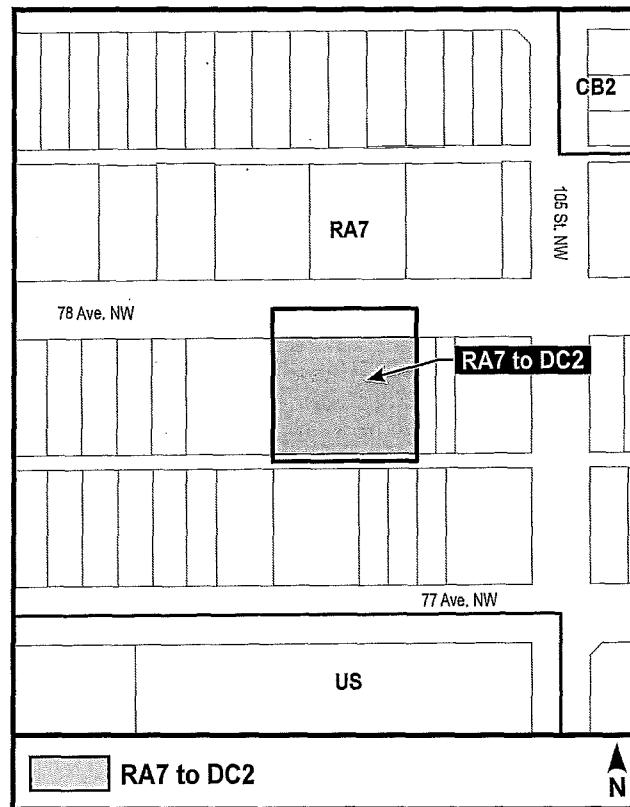 CB2
105 St. NW
RA7
78 Ave. NW
RA7 to DC2
77 Ave. NW
US
RA7 to DC2
N